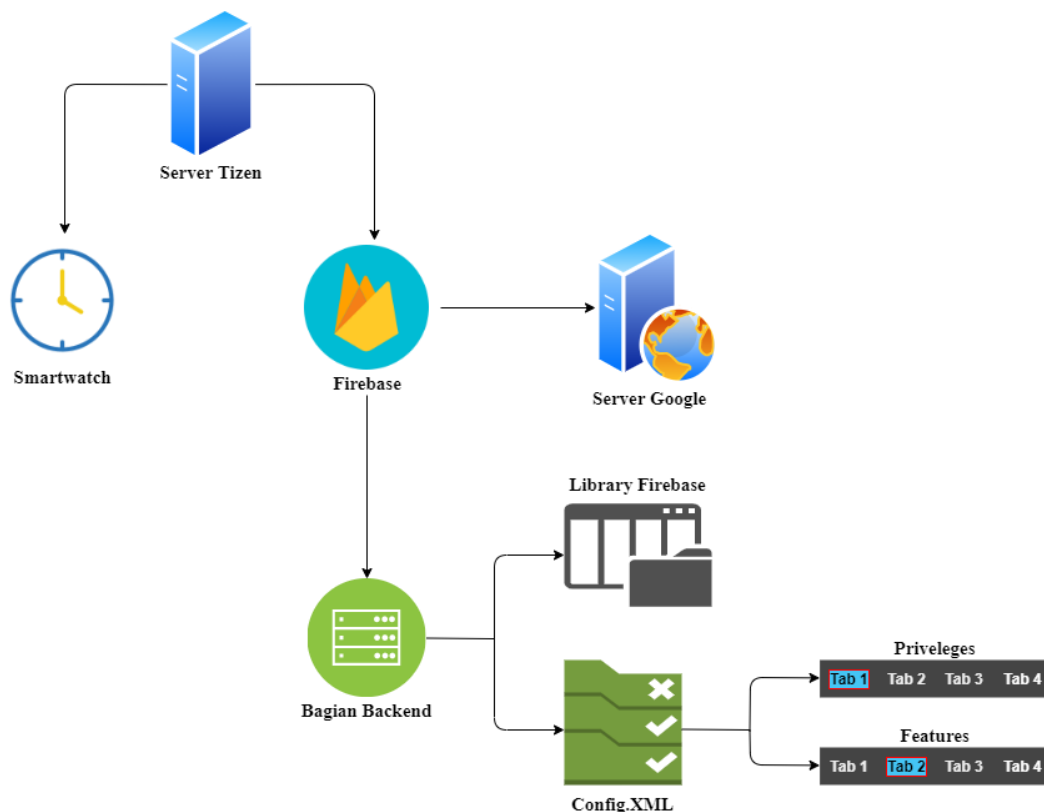 Server Tizen
Smartwatch
Firebase
Server Google
Library Firebase
Bagian Backend
Priveleges
Tab 1 Tab 2 Tab 3 Tab 4
Features
Tab 1 Tab 2 Tab 3 Tab 4
Config.XML